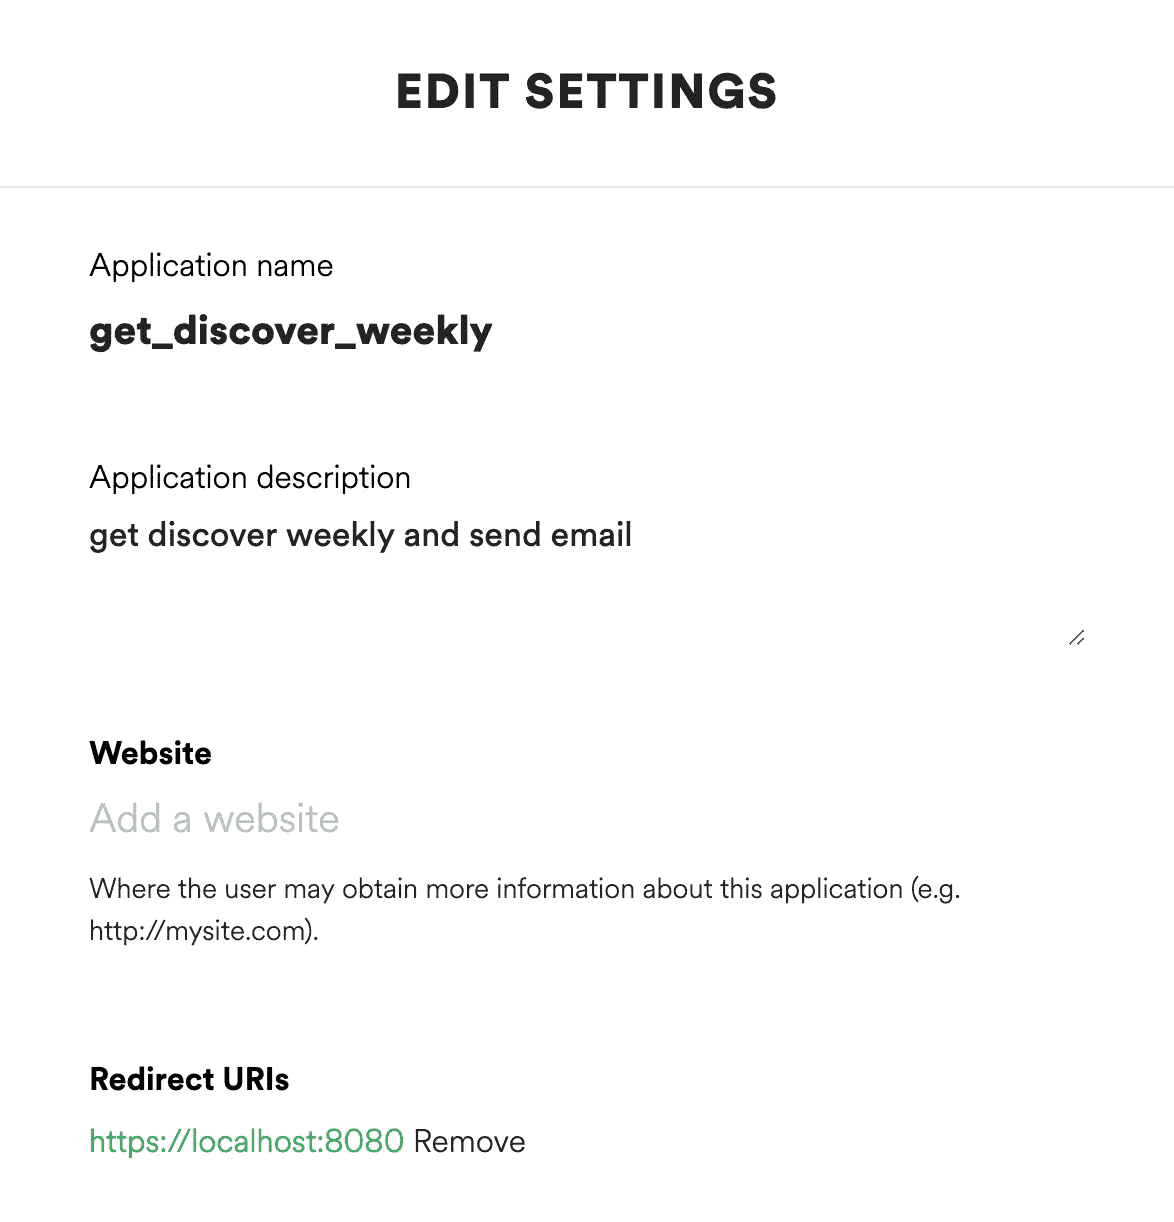 EDIT SETTINGS
Application name
get_discover_weekly
Application description
get discover weekly and send email
Website
Add a website
Where the user may obtain more information about this application (e.g.
http://mysite.com).
Redirect URIs
https://localhost:8080 Remove